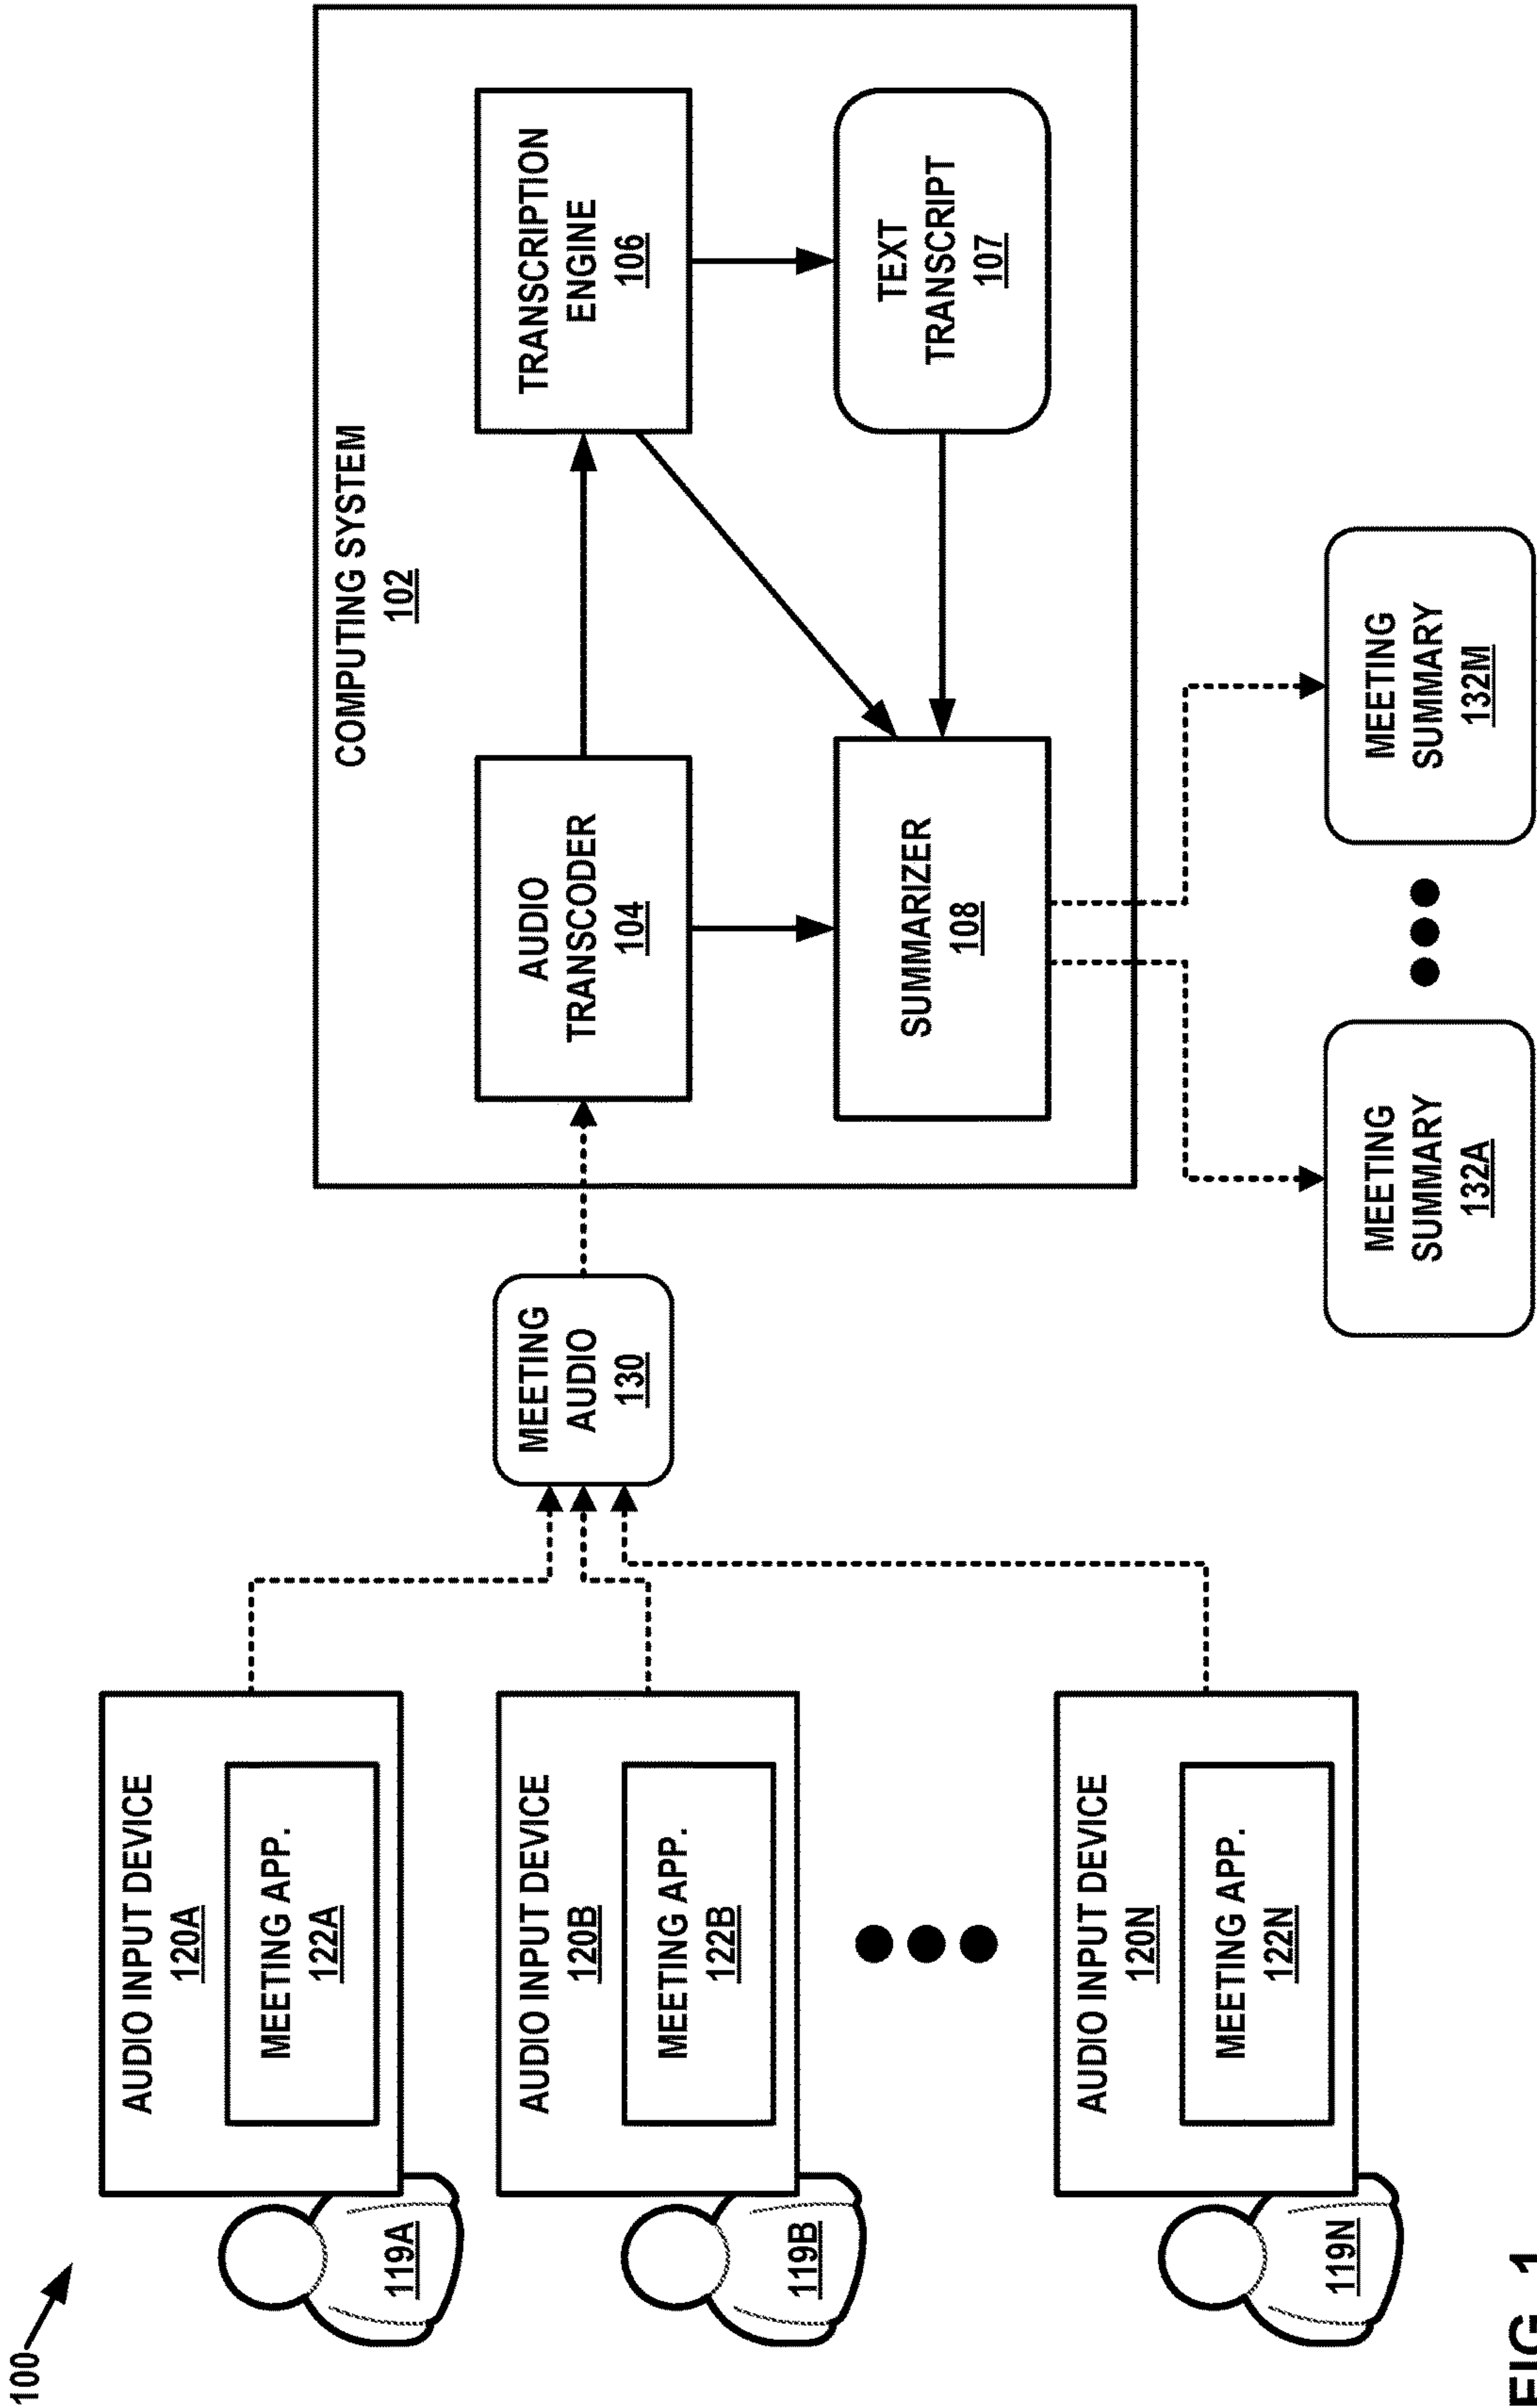 100
119A
AUDIO INPUT DEVICE
120A
MEETING APP.
122A
119B
AUDIO INPUT DEVICE
120B
MEETING APP.
122B
119N
AUDIO INPUT DEVICE
120N
MEETING APP.
122N
MEETING
AUDIO
130
COMPUTING SYSTEM
102
AUDIO
TRANSCODER
104
TRANSCRIPTION
ENGINE
106
SUMMARIZER
108
TEXT
TRANSCRIPT
107
MEETING
SUMMARY
132A
MEETING
SUMMARY
132M
FIG. 1